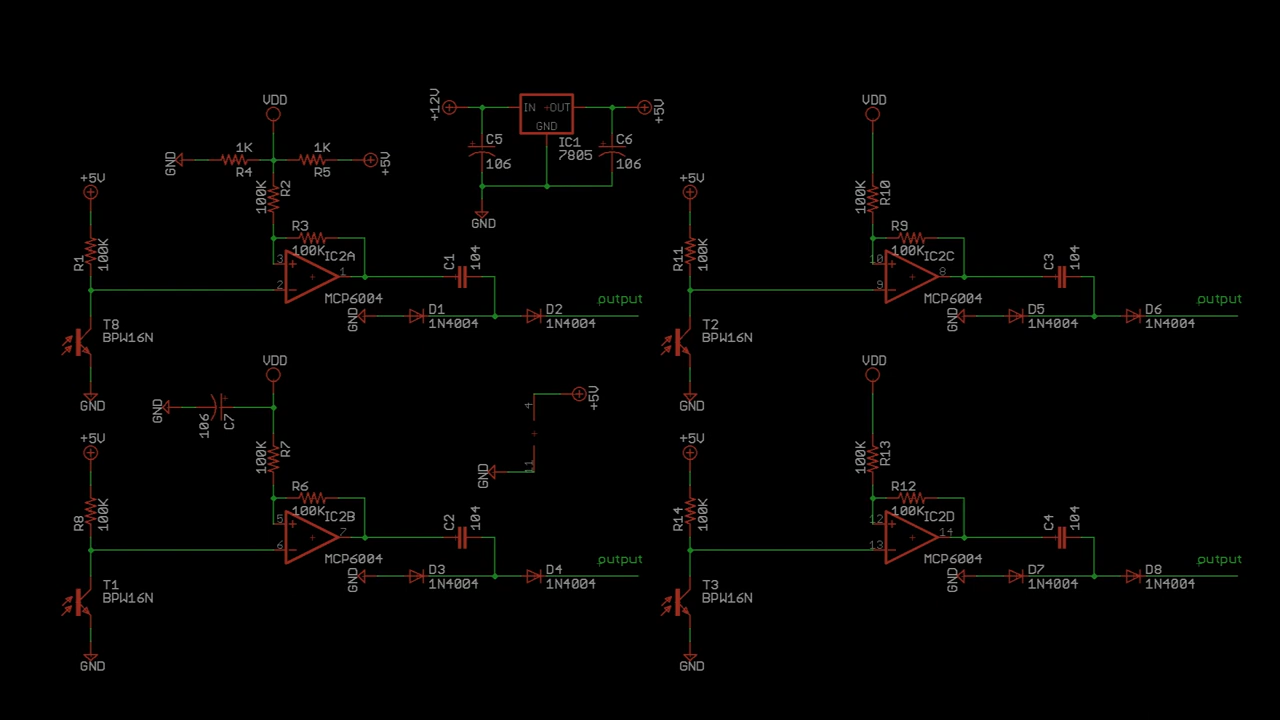 VDD
GND
1K
R4
1K
R5
+5V
100K
R2
R3
100K
+5V
R1
100K
3
2
1
IC2A
MCP6004
C1
104
GND
D1
1N4004
D2
1N4004
output
T8
BPW16N
GND
+12V
IN
+OUT
GND
IC1
7805
C5
106
C6
106
+5V
GND
VDD
100K
R10
R9
100K
+5V
R11
100K
10
9
8
IC2C
MCP6004
C3
104
GND
D5
1N4004
D6
1N4004
output
T2
BPW16N
GND
VDD
GND
106
C7
100K
R7
R6
100K
+5V
R8
100K
5
6
7
IC2B
MCP6004
C2
104
GND
D3
1N4004
D4
1N4004
output
T1
BPW16N
GND
4
+5V
GND
11
VDD
100K
R13
R12
100K
+5V
R14
100K
12
13
14
IC2D
MCP6004
C4
104
GND
D7
1N4004
D8
1N4004
output
T3
BPW16N
GND